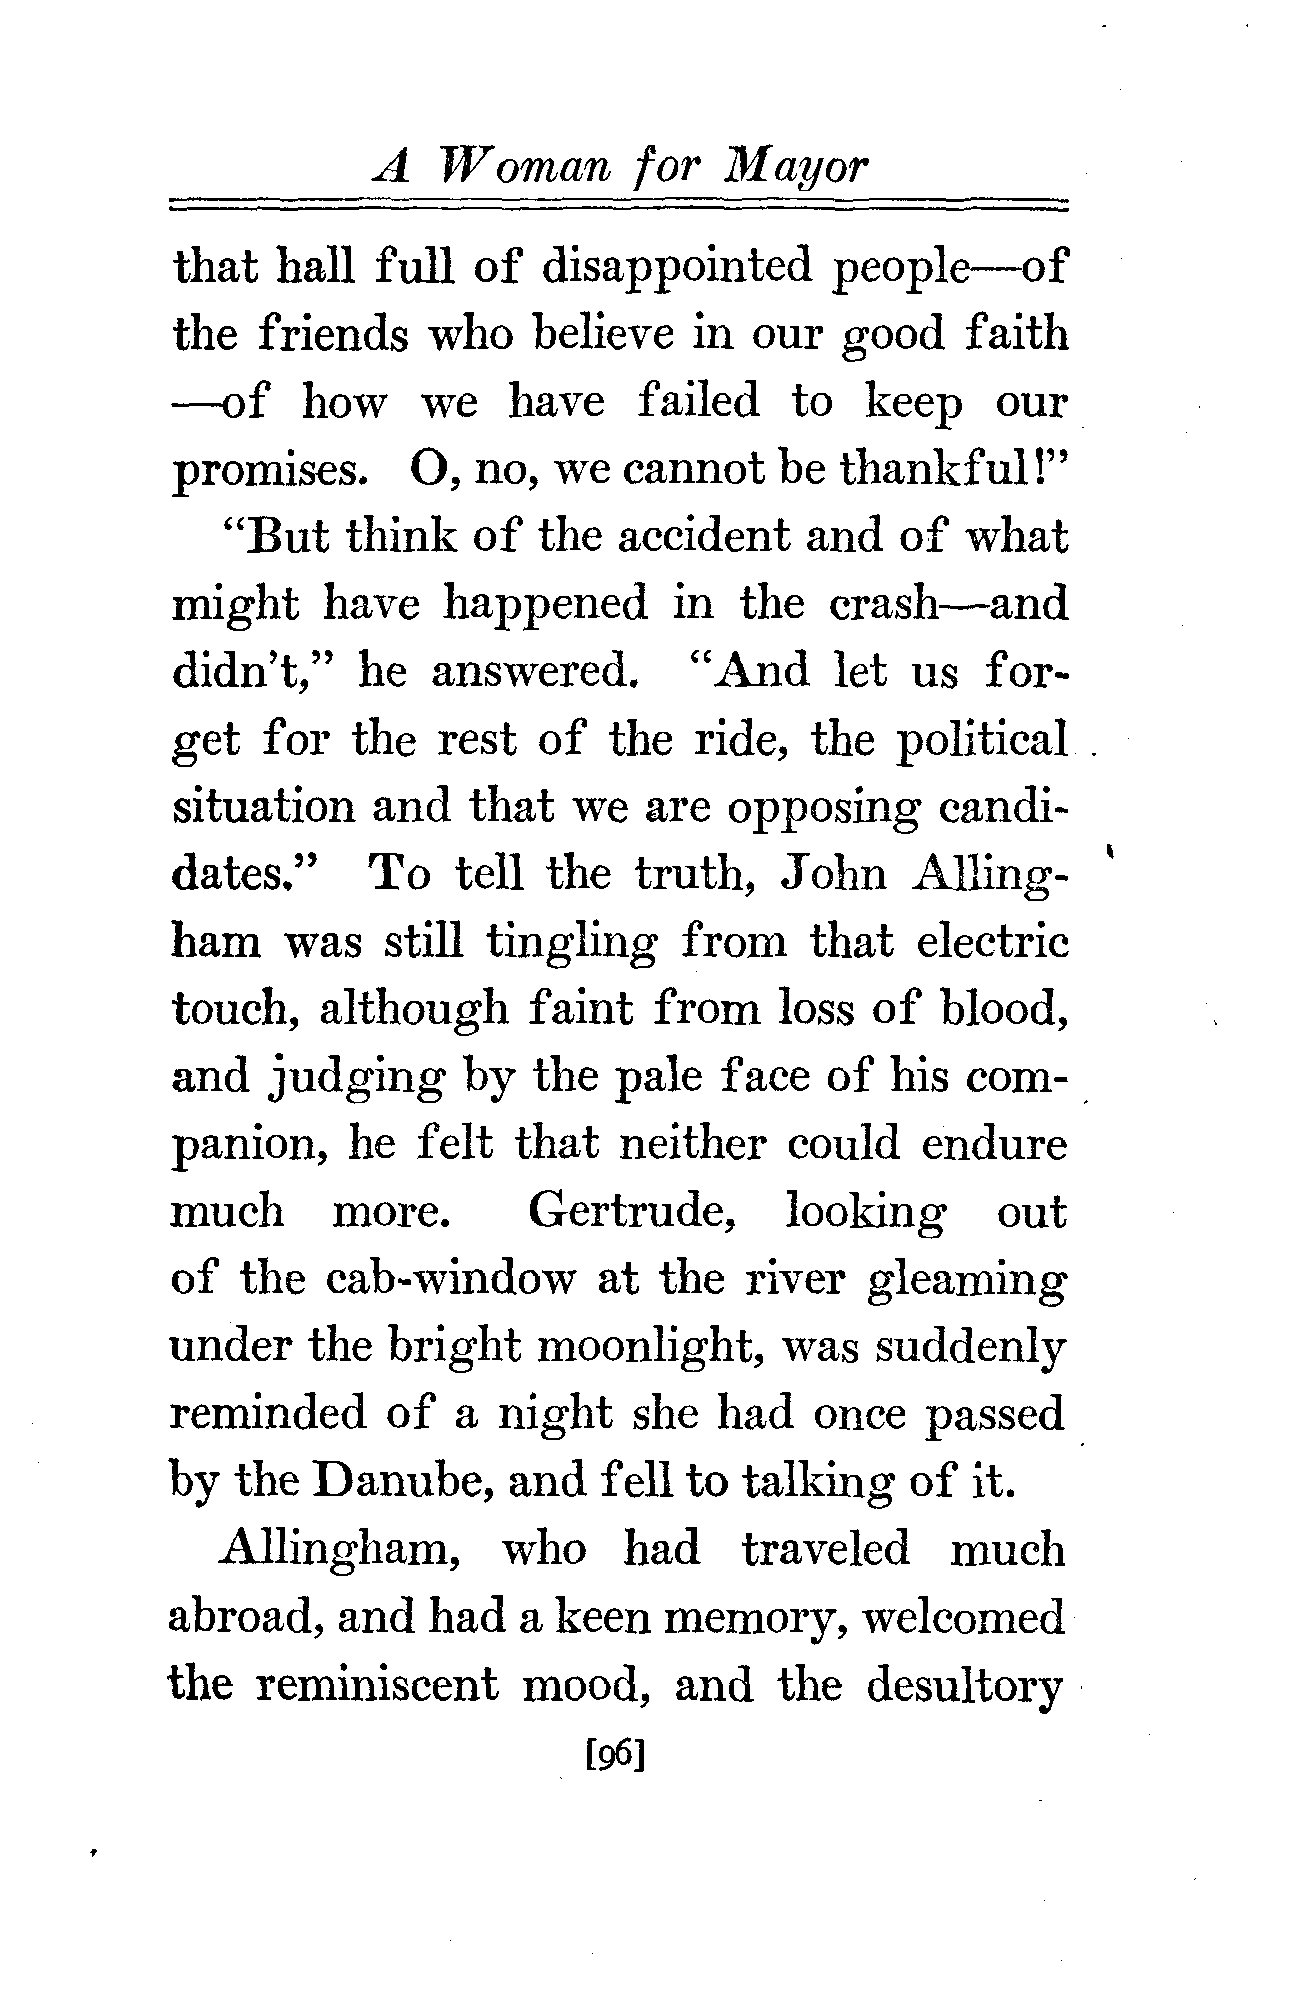 A Woman for Mayor
that hall full of disappointed people—of
the friends who believe in our good faith
—of how we have failed to keep our
promises. O, no, we cannot be thankful!”
“But think of the accident and of what
might have happened in the crash—and
didn't,” he answered. “And let us for-
get for the rest of the ride, the political
situation and that we are opposing candi-
dates.” To tell the truth, John Alling-
ham was still tingling from that electric
touch, although faint from loss of blood,
and judging by the pale face of his com-
panion, he felt that neither could endure
much more. Gertrude, looking out
of the cab-window at the river gleaming
under the bright moonlight, was suddenly
reminded of a night she had once passed
by the Danube, and fell to talking of it.
Allingham, who had traveled much
abroad, and had a keen memory, welcomed
the reminiscent mood, and the desultory
[96]